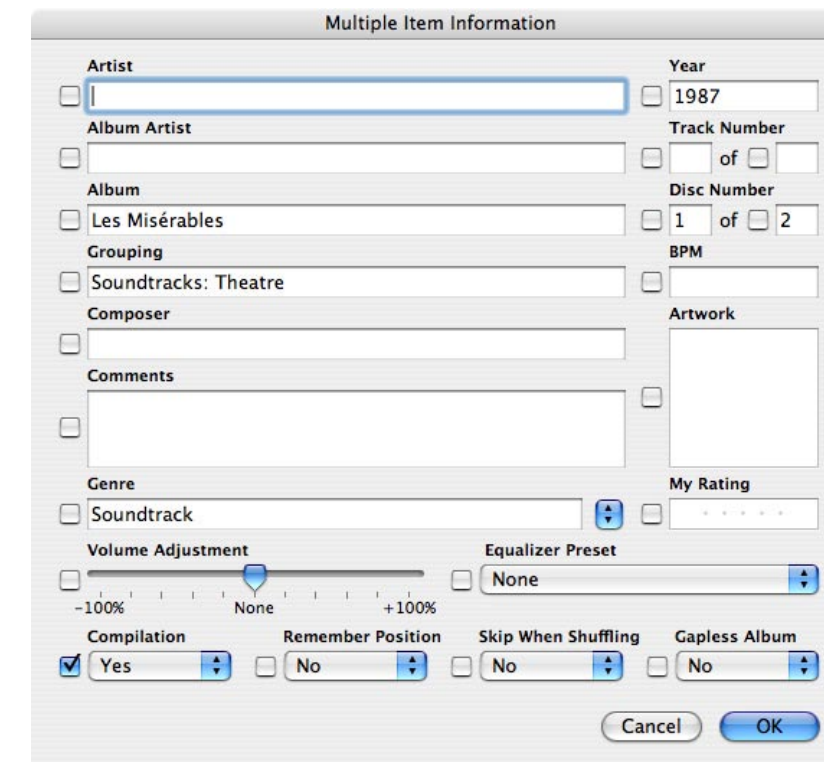 Multiple Item Information
Artist Year
1987
Album Artist Track Number
of
Album Disc Number
Les Misérables 1 of 2
Grouping BPM
Soundtracks: Theatre
Composer Artwork
Comments
Genre My Rating
Soundtrack
Volume Adjustment Equalizer Preset
None
-100% None +100%
Compilation Remember Position Skip When Shuffling Gapless Album
Yes No No No
Cancel OK